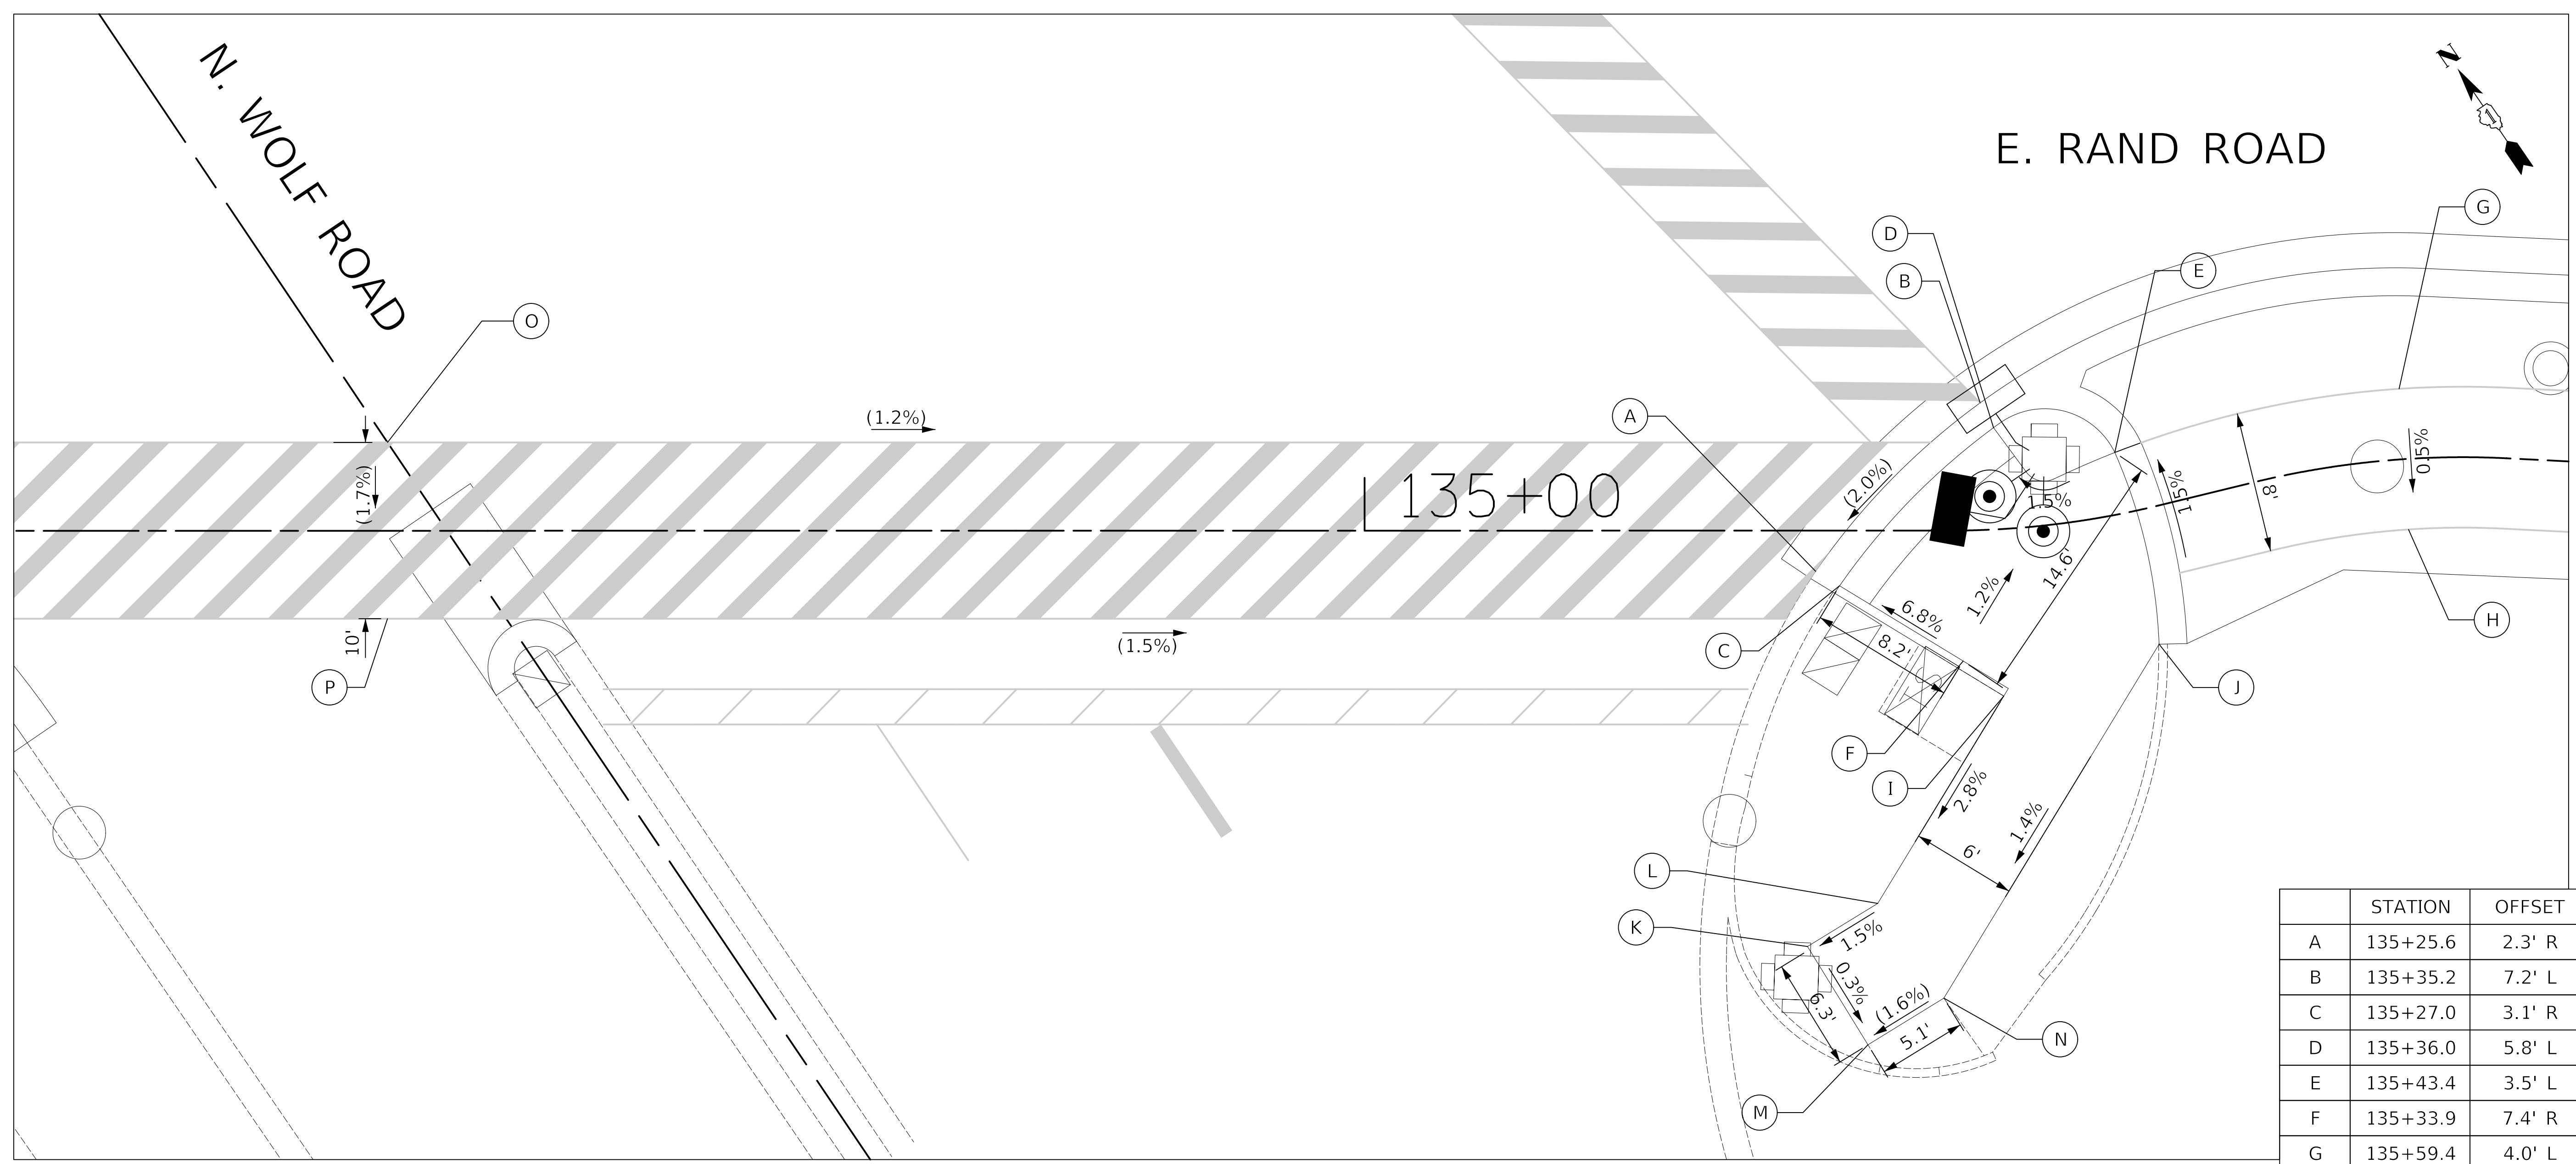 N. WOLF ROAD
N
1
E. RAND ROAD
G
D
B
E
O
A
(1.2%)
(1.7%)
(2.0%)
135+00
1.5%
1.5%
8'
0.5%
14.6'
1.2%
6.8%
8.2'
10'
(1.5%)
P
C
H
J
F
I
2.8%
1.4%
6'
L
K
1.5%
0.3%
6.3'
(1.6%)
5.1'
N
M
STATION OFFSET
A 135+25.6 2.3' R
B 135+35.2 7.2' L
C 135+27.0 3.1' R
D 135+36.0 5.8' L
E 135+43.4 3.5' L
F 135+33.9 7.4' R
G 135+59.4 4.0' L